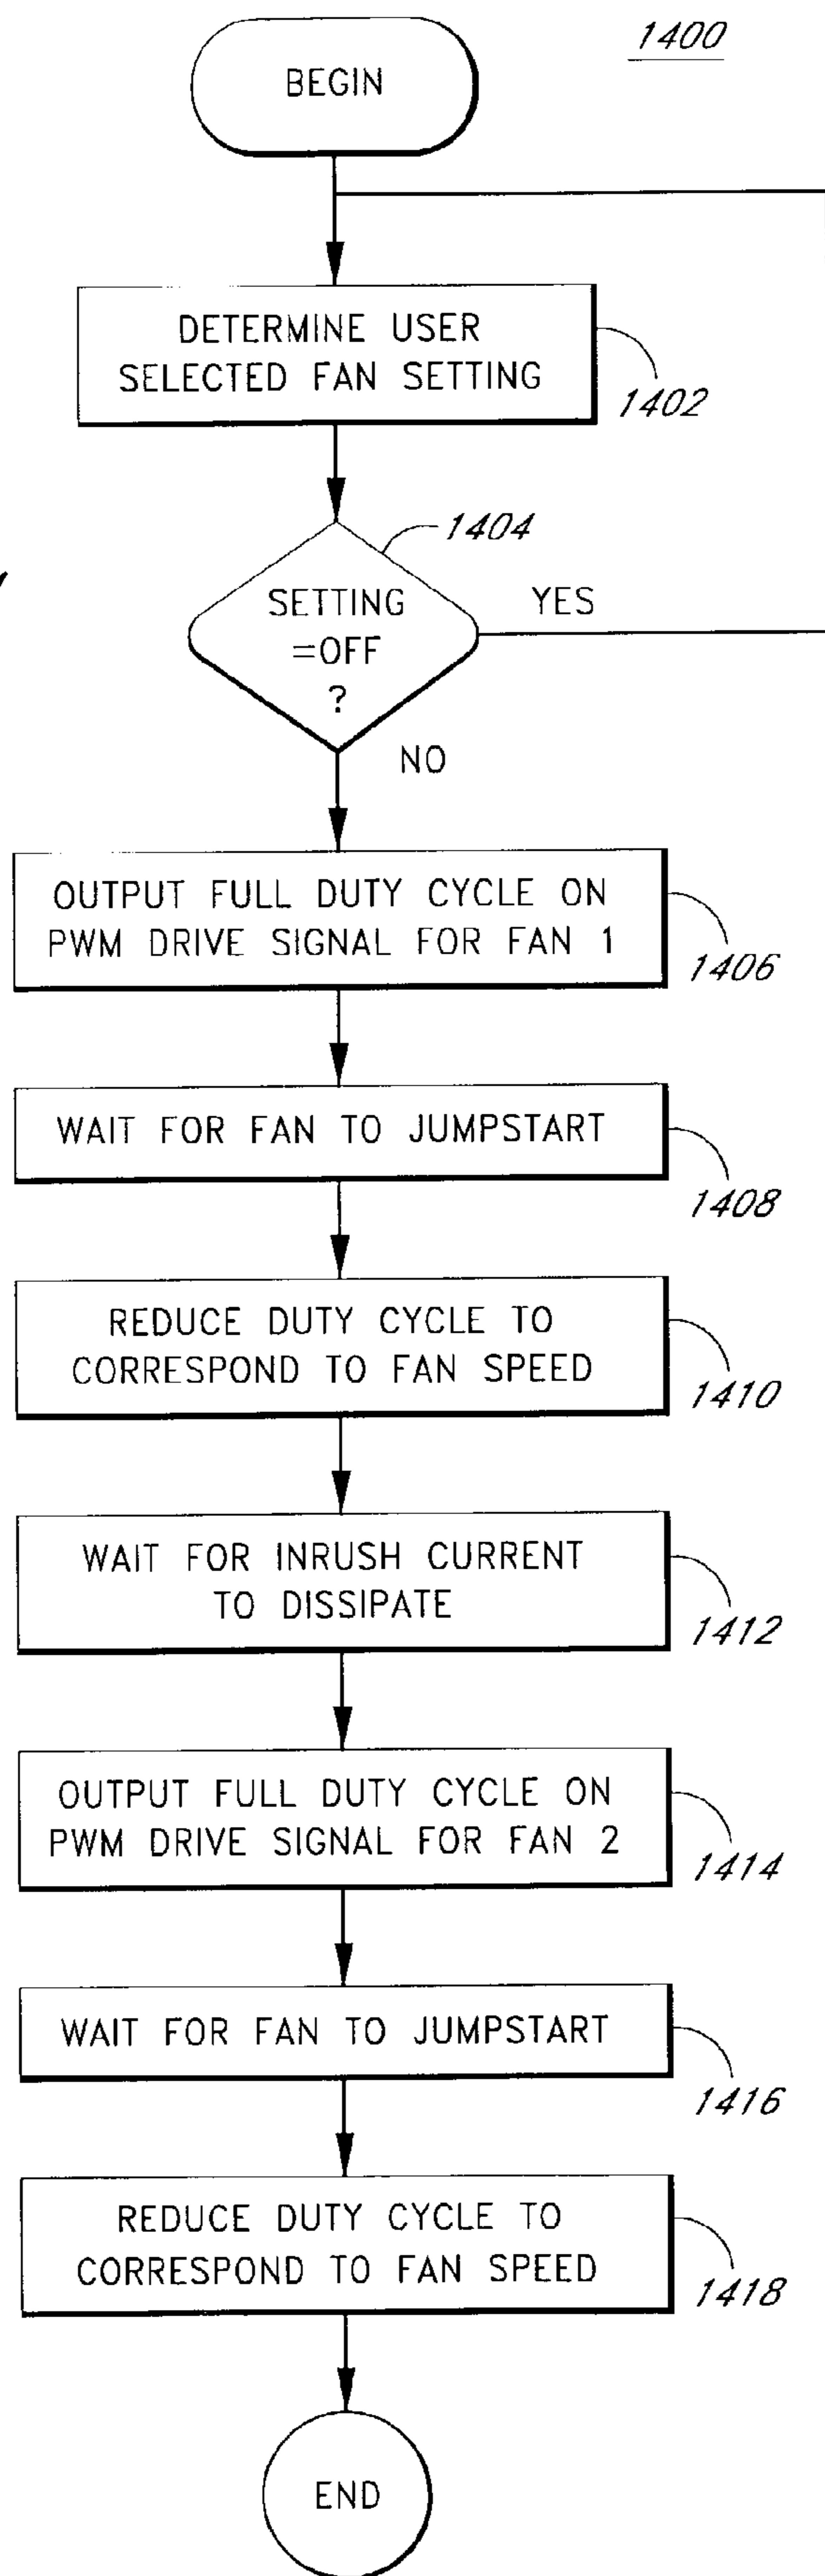 1400
BEGIN
DETERMINE USER
SELECTED FAN SETTING
1402
1404
SETTING
=OFF
?
YES
NO
OUTPUT FULL DUTY CYCLE ON
PWM DRIVE SIGNAL FOR FAN 1
1406
WAIT FOR FAN TO JUMPSTART
1408
REDUCE DUTY CYCLE TO
CORRESPOND TO FAN SPEED
1410
WAIT FOR INRUSH CURRENT
TO DISSIPATE
1412
OUTPUT FULL DUTY CYCLE ON
PWM DRIVE SIGNAL FOR FAN 2
1414
WAIT FOR FAN TO JUMPSTART
1416
REDUCE DUTY CYCLE TO
CORRESPOND TO FAN SPEED
1418
END